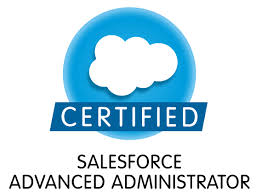 CERTIFIED
SALESFORCE
ADVANCED ADMINISTRATOR